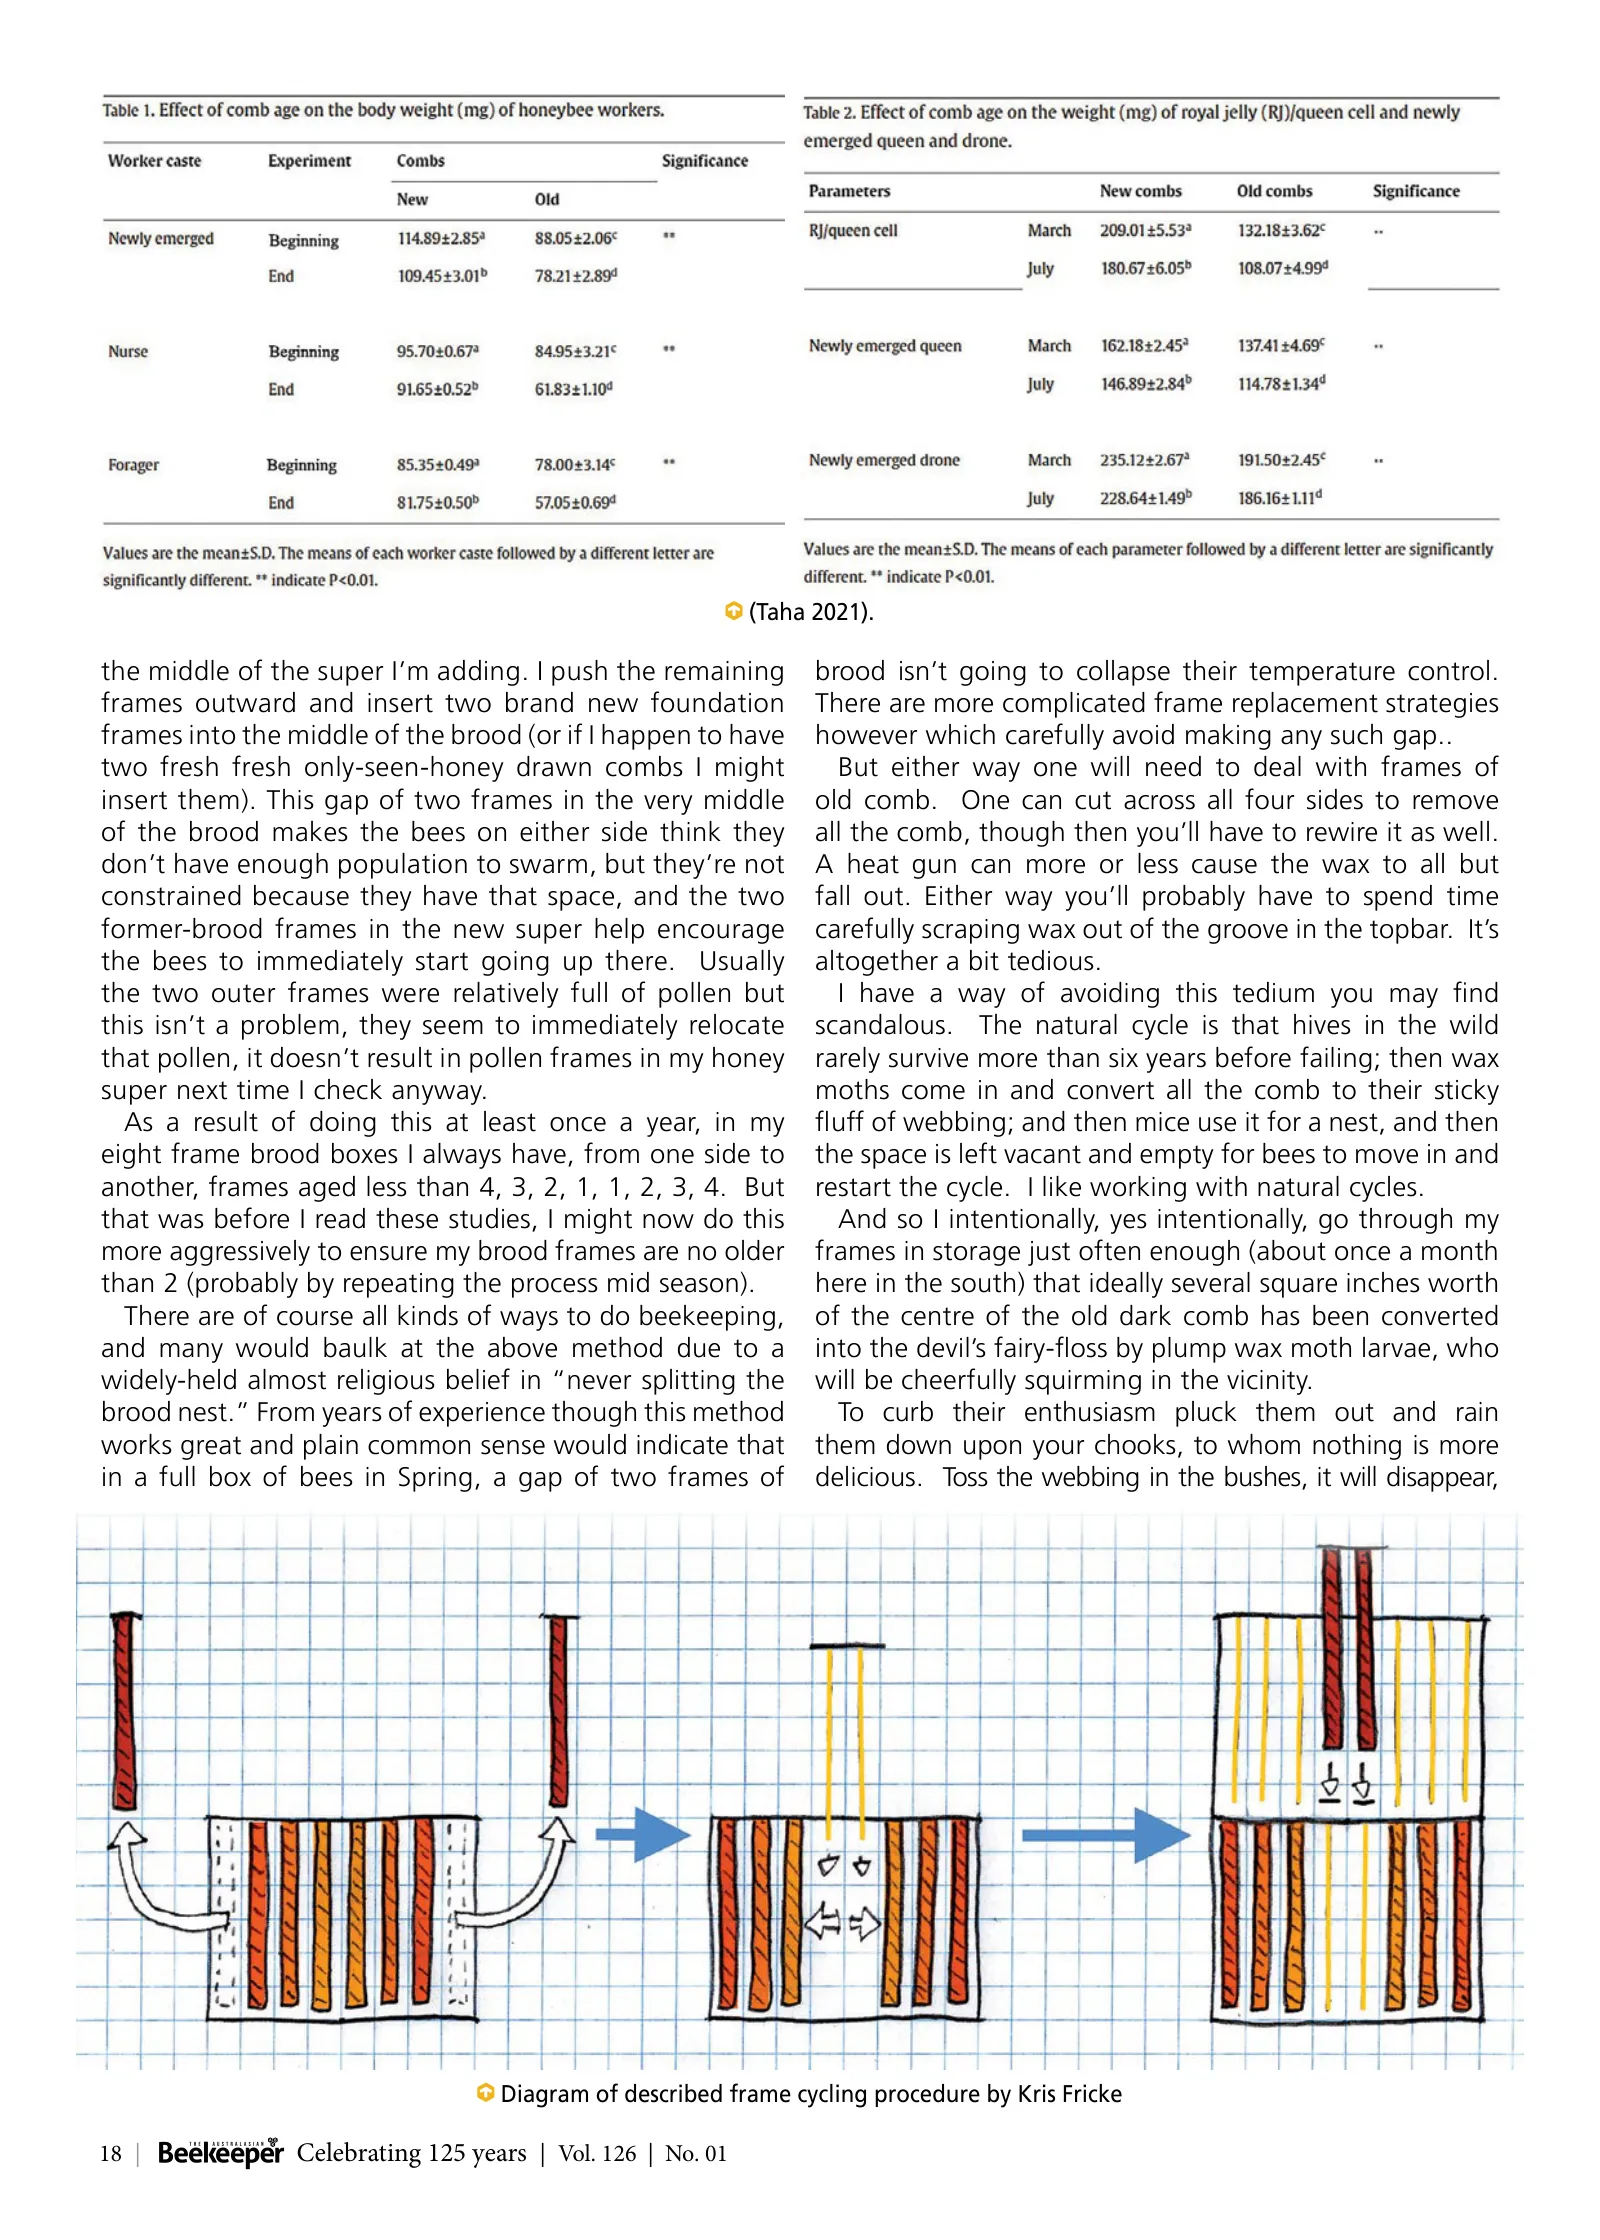 Table 1. Effect of comb age on the body weight (mg) of honeybee workers.
Worker caste Experiment Combs Significance
New Old
Newly emerged Beginning 114.89±2.85ᵃ 88.05±2.06ᶜ **
End 109.45±3.01ᵇ 78.21±2.89ᵈ
Nurse Beginning 95.70±0.67ᵃ 84.95±3.21ᶜ **
End 91.65±0.52ᵇ 61.83±1.10ᵈ
Forager Beginning 85.35±0.49ᵃ 78.00±3.14ᶜ **
End 81.75±0.50ᵇ 57.05±0.69ᵈ
Values are the mean±S.D. The means of each worker caste followed by a different letter are
significantly different. ** indicate P<0.01.
Table 2. Effect of comb age on the weight (mg) of royal jelly (RJ)/queen cell and newly
emerged queen and drone.
Parameters New combs Old combs Significance
RJ/queen cell March 209.01±5.53ᵃ 132.18±3.62ᶜ **
July 180.67±6.05ᵇ 108.07±4.99ᵈ
Newly emerged queen March 162.18±2.45ᵃ 137.41±4.69ᶜ **
July 146.89±2.84ᵇ 114.78±1.34ᵈ
Newly emerged drone March 235.12±2.67ᵃ 191.50±2.45ᶜ **
July 228.64±1.49ᵇ 186.16±1.11ᵈ
Values are the mean±S.D. The means of each parameter followed by a different letter are significantly
different. ** indicate P<0.01.
(Taha 2021).
the middle of the super I’m adding. I push the remaining
frames outward and insert two brand new foundation
frames into the middle of the brood (or if I happen to have
two fresh fresh only-seen-honey drawn combs I might
insert them). This gap of two frames in the very middle
of the brood makes the bees on either side think they
don’t have enough population to swarm, but they’re not
constrained because they have that space, and the two
former-brood frames in the new super help encourage
the bees to immediately start going up there. Usually
the two outer frames were relatively full of pollen but
this isn’t a problem, they seem to immediately relocate
that pollen, it doesn’t result in pollen frames in my honey
super next time I check anyway.
As a result of doing this at least once a year, in my
eight frame brood boxes I always have, from one side to
another, frames aged less than 4, 3, 2, 1, 1, 2, 3, 4. But
that was before I read these studies, I might now do this
more aggressively to ensure my brood frames are no older
than 2 (probably by repeating the process mid season).
There are of course all kinds of ways to do beekeeping,
and many would baulk at the above method due to a
widely-held almost religious belief in “never splitting the
brood nest.” From years of experience though this method
works great and plain common sense would indicate that
in a full box of bees in Spring, a gap of two frames of
brood isn’t going to collapse their temperature control.
There are more complicated frame replacement strategies
however which carefully avoid making any such gap..
But either way one will need to deal with frames of
old comb. One can cut across all four sides to remove
all the comb, though then you’ll have to rewire it as well.
A heat gun can more or less cause the wax to all but
fall out. Either way you’ll probably have to spend time
carefully scraping wax out of the groove in the topbar. It’s
altogether a bit tedious.
I have a way of avoiding this tedium you may find
scandalous. The natural cycle is that hives in the wild
rarely survive more than six years before failing; then wax
moths come in and convert all the comb to their sticky
fluff of webbing; and then mice use it for a nest, and then
the space is left vacant and empty for bees to move in and
restart the cycle. I like working with natural cycles.
And so I intentionally, yes intentionally, go through my
frames in storage just often enough (about once a month
here in the south) that ideally several square inches worth
of the centre of the old dark comb has been converted
into the devil’s fairy-floss by plump wax moth larvae, who
will be cheerfully squirming in the vicinity.
To curb their enthusiasm pluck them out and rain
them down upon your chooks, to whom nothing is more
delicious. Toss the webbing in the bushes, it will disappear,
Diagram of described frame cycling procedure by Kris Fricke
18 | THE AUSTRALASIAN Beekeeper Celebrating 125 years | Vol. 126 | No. 01